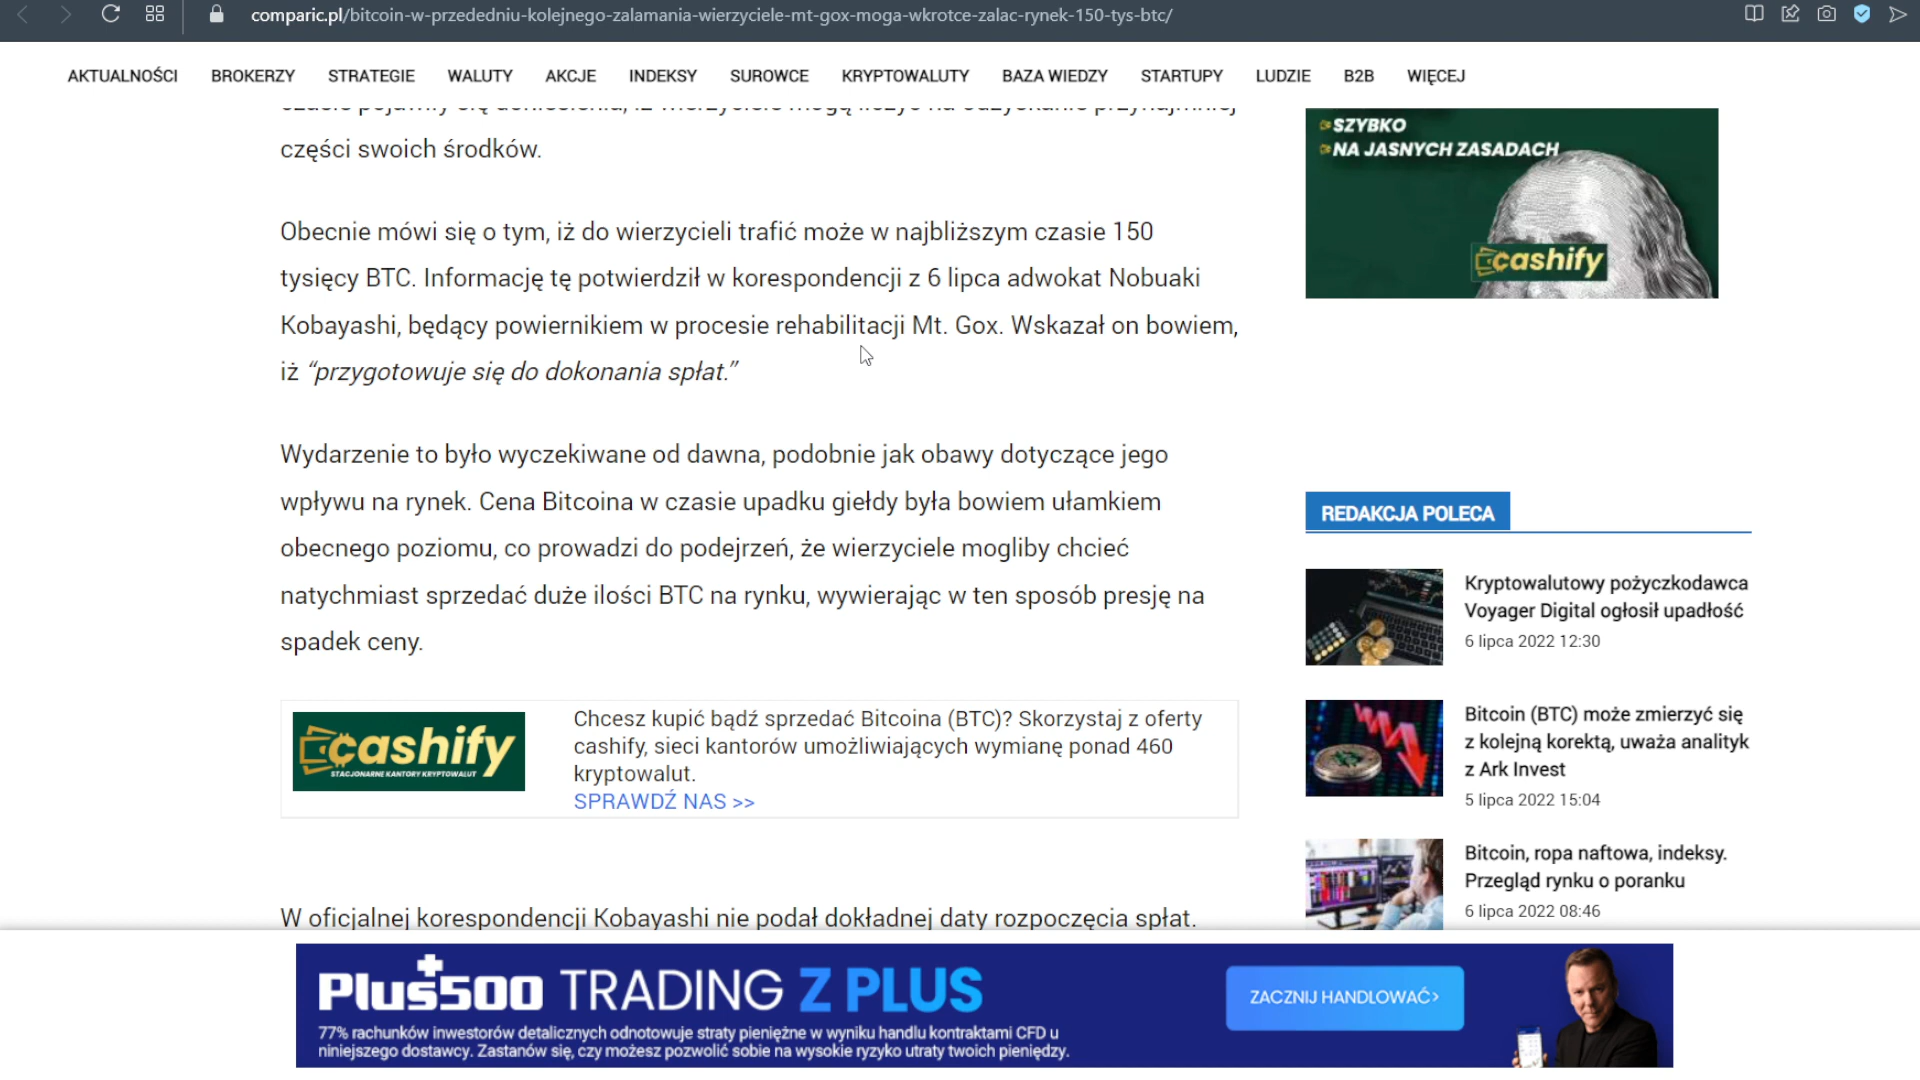 comparic.pl/bitcoin-w-przededniu-kolejnego-zalamania-wierzyciele-mt-gox-moga-wkrotce-zalac-rynek-150-tys-btc/
AKTUALNOŚCI BROKERZY STRATEGIE WALUTY AKCJE INDEKSY SUROWCE KRYPTOWALUTY BAZA WIEDZY STARTUPY LUDZIE B2B WIĘCEJ
części swoich środków.
Obecnie mówi się o tym, iż do wierzycieli trafić może w najbliższym czasie 150
tysięcy BTC. Informację tę potwierdził w korespondencji z 6 lipca adwokat Nobuaki
Kobayashi, będący powiernikiem w procesie rehabilitacji Mt. Gox. Wskazał on bowiem,
iż “przygotowuje się do dokonania spłat.”
Wydarzenie to było wyczekiwane od dawna, podobnie jak obawy dotyczące jego
wpływu na rynek. Cena Bitcoina w czasie upadku giełdy była bowiem ułamkiem
obecnego poziomu, co prowadzi do podejrzeń, że wierzyciele mogliby chcieć
natychmiast sprzedać duże ilości BTC na rynku, wywierając w ten sposób presję na
spadek ceny.
cashify
STACJONARNE KANTORY KRYPTOWALUT
Chcesz kupić bądź sprzedać Bitcoina (BTC)? Skorzystaj z oferty
cashify, sieci kantorów umożliwiających wymianę ponad 460
kryptowalut.
SPRAWDŹ NAS >>
W oficjalnej korespondencji Kobayashi nie podał dokładnej daty rozpoczęcia spłat.
SZYBKO
NA JASNYCH ZASADACH
cashify
REDAKCJA POLECA
Kryptowalutowy pożyczkodawca
Voyager Digital ogłosił upadłość
6 lipca 2022 12:30
Bitcoin (BTC) może zmierzyć się
z kolejną korektą, uważa analityk
z Ark Invest
5 lipca 2022 15:04
Bitcoin, ropa naftowa, indeksy.
Przegląd rynku o poranku
6 lipca 2022 08:46
Plus500 TRADING Z PLUS
77% rachunków inwestorów detalicznych odnotowuje straty pieniężne w wyniku handlu kontraktami CFD u
niniejszego dostawcy. Zastanów się, czy możesz pozwolić sobie na wysokie ryzyko utraty twoich pieniędzy.
ZACZNIJ HANDLOWAĆ>